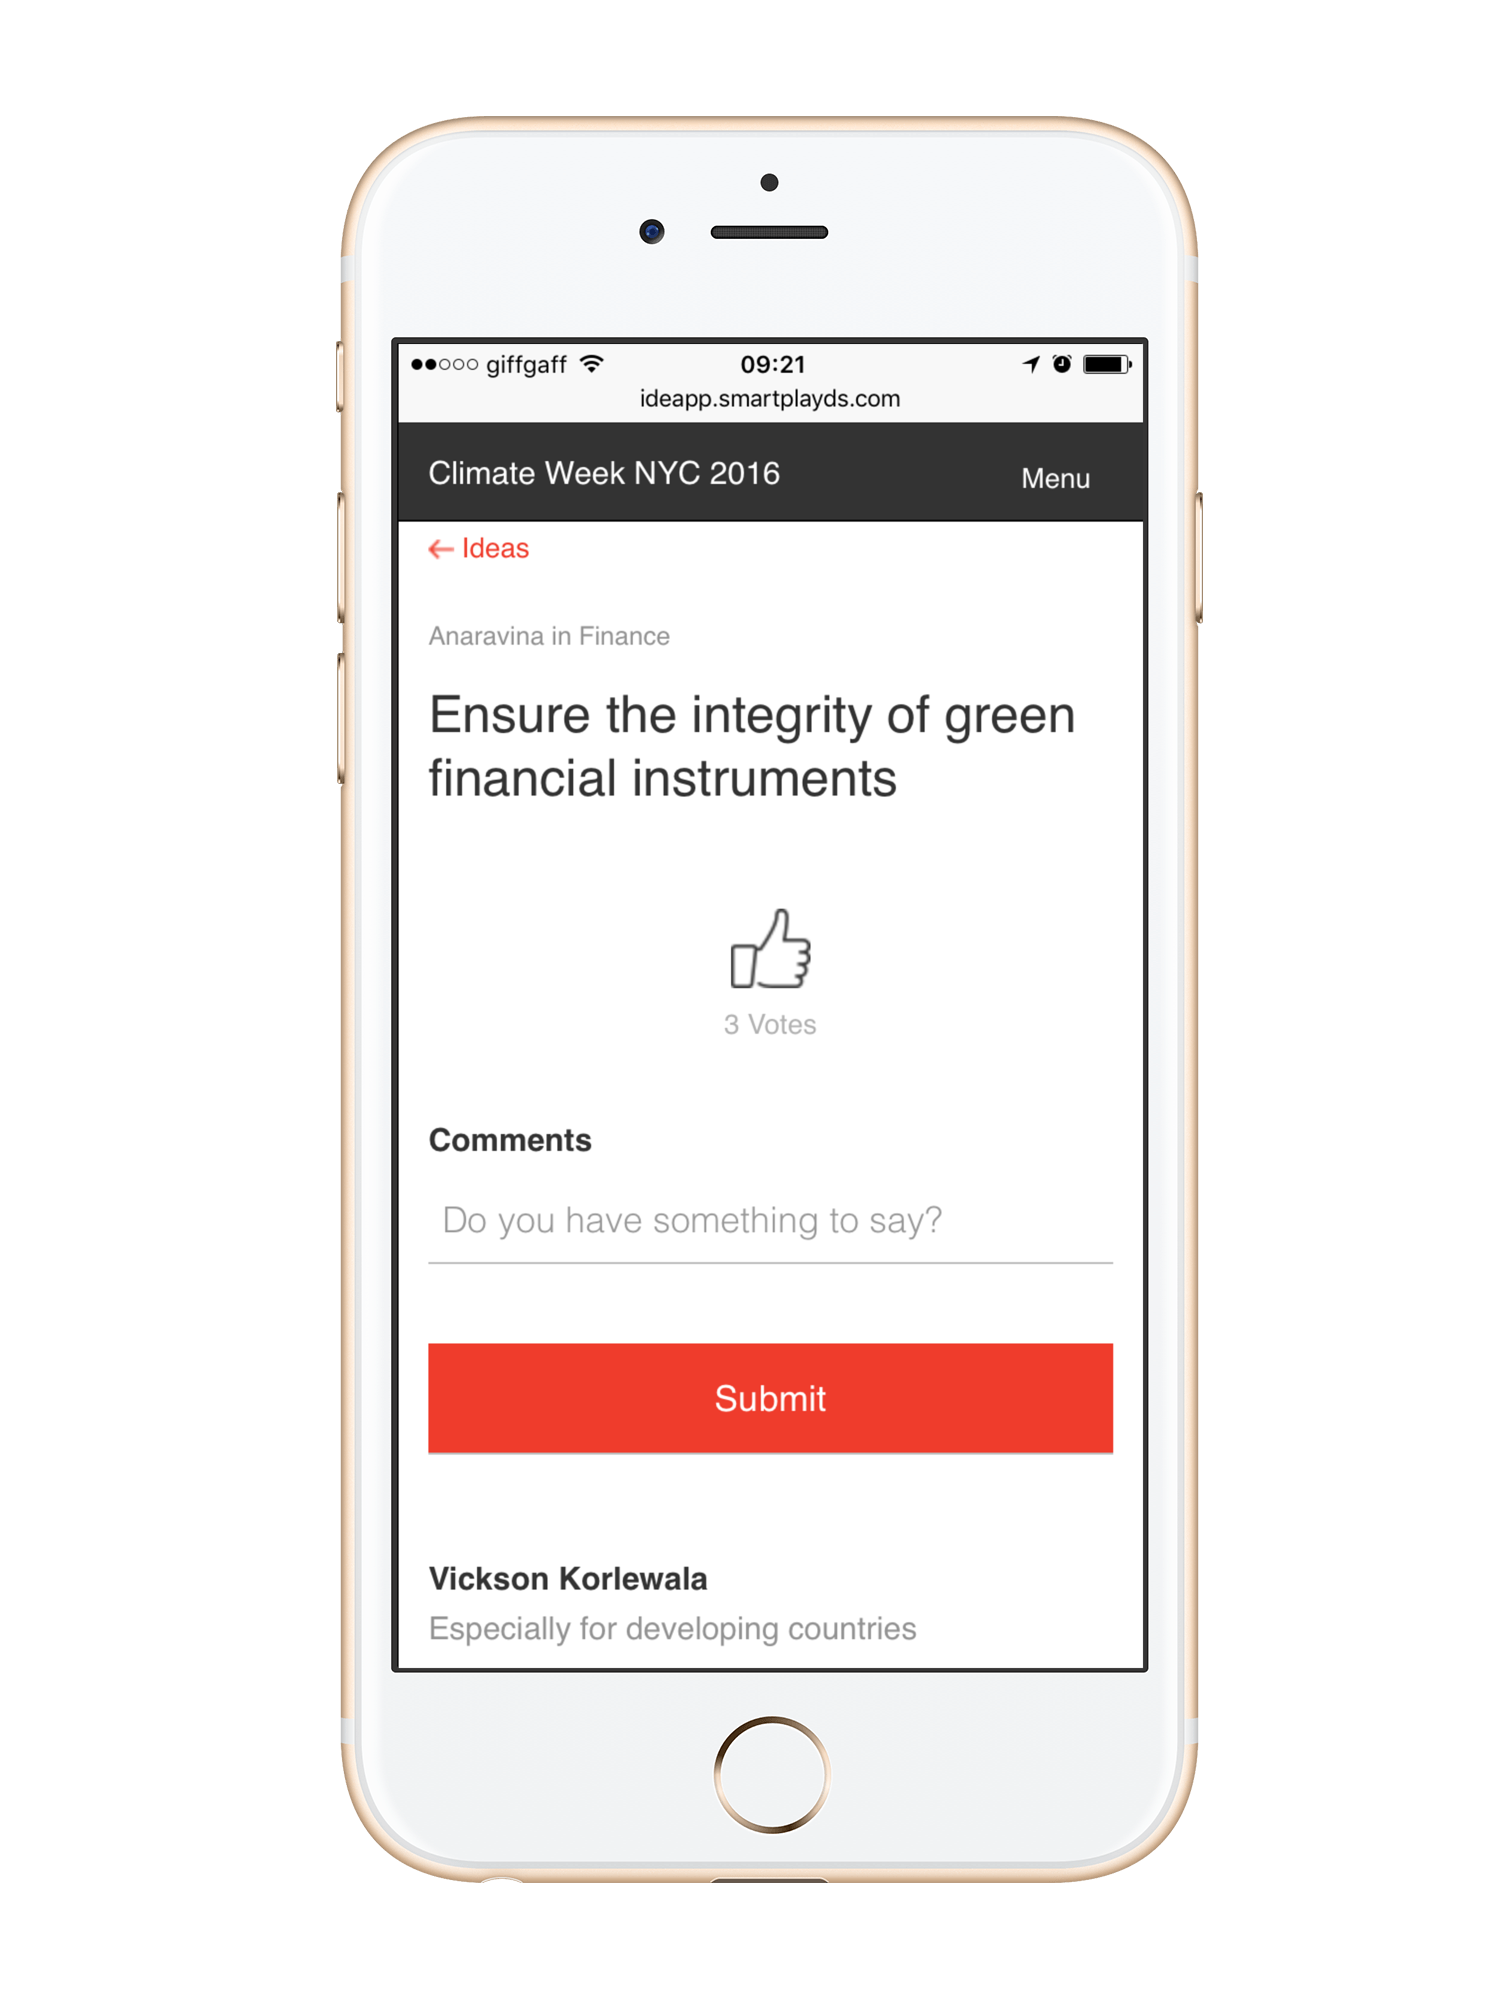 giffgaff 09:21
ideapp.smartplayds.com
Climate Week NYC 2016 Menu
← Ideas
Anaravina in Finance
Ensure the integrity of green
financial instruments
3 Votes
Comments
Do you have something to say?
Submit
Vickson Korlewala
Especially for developing countries